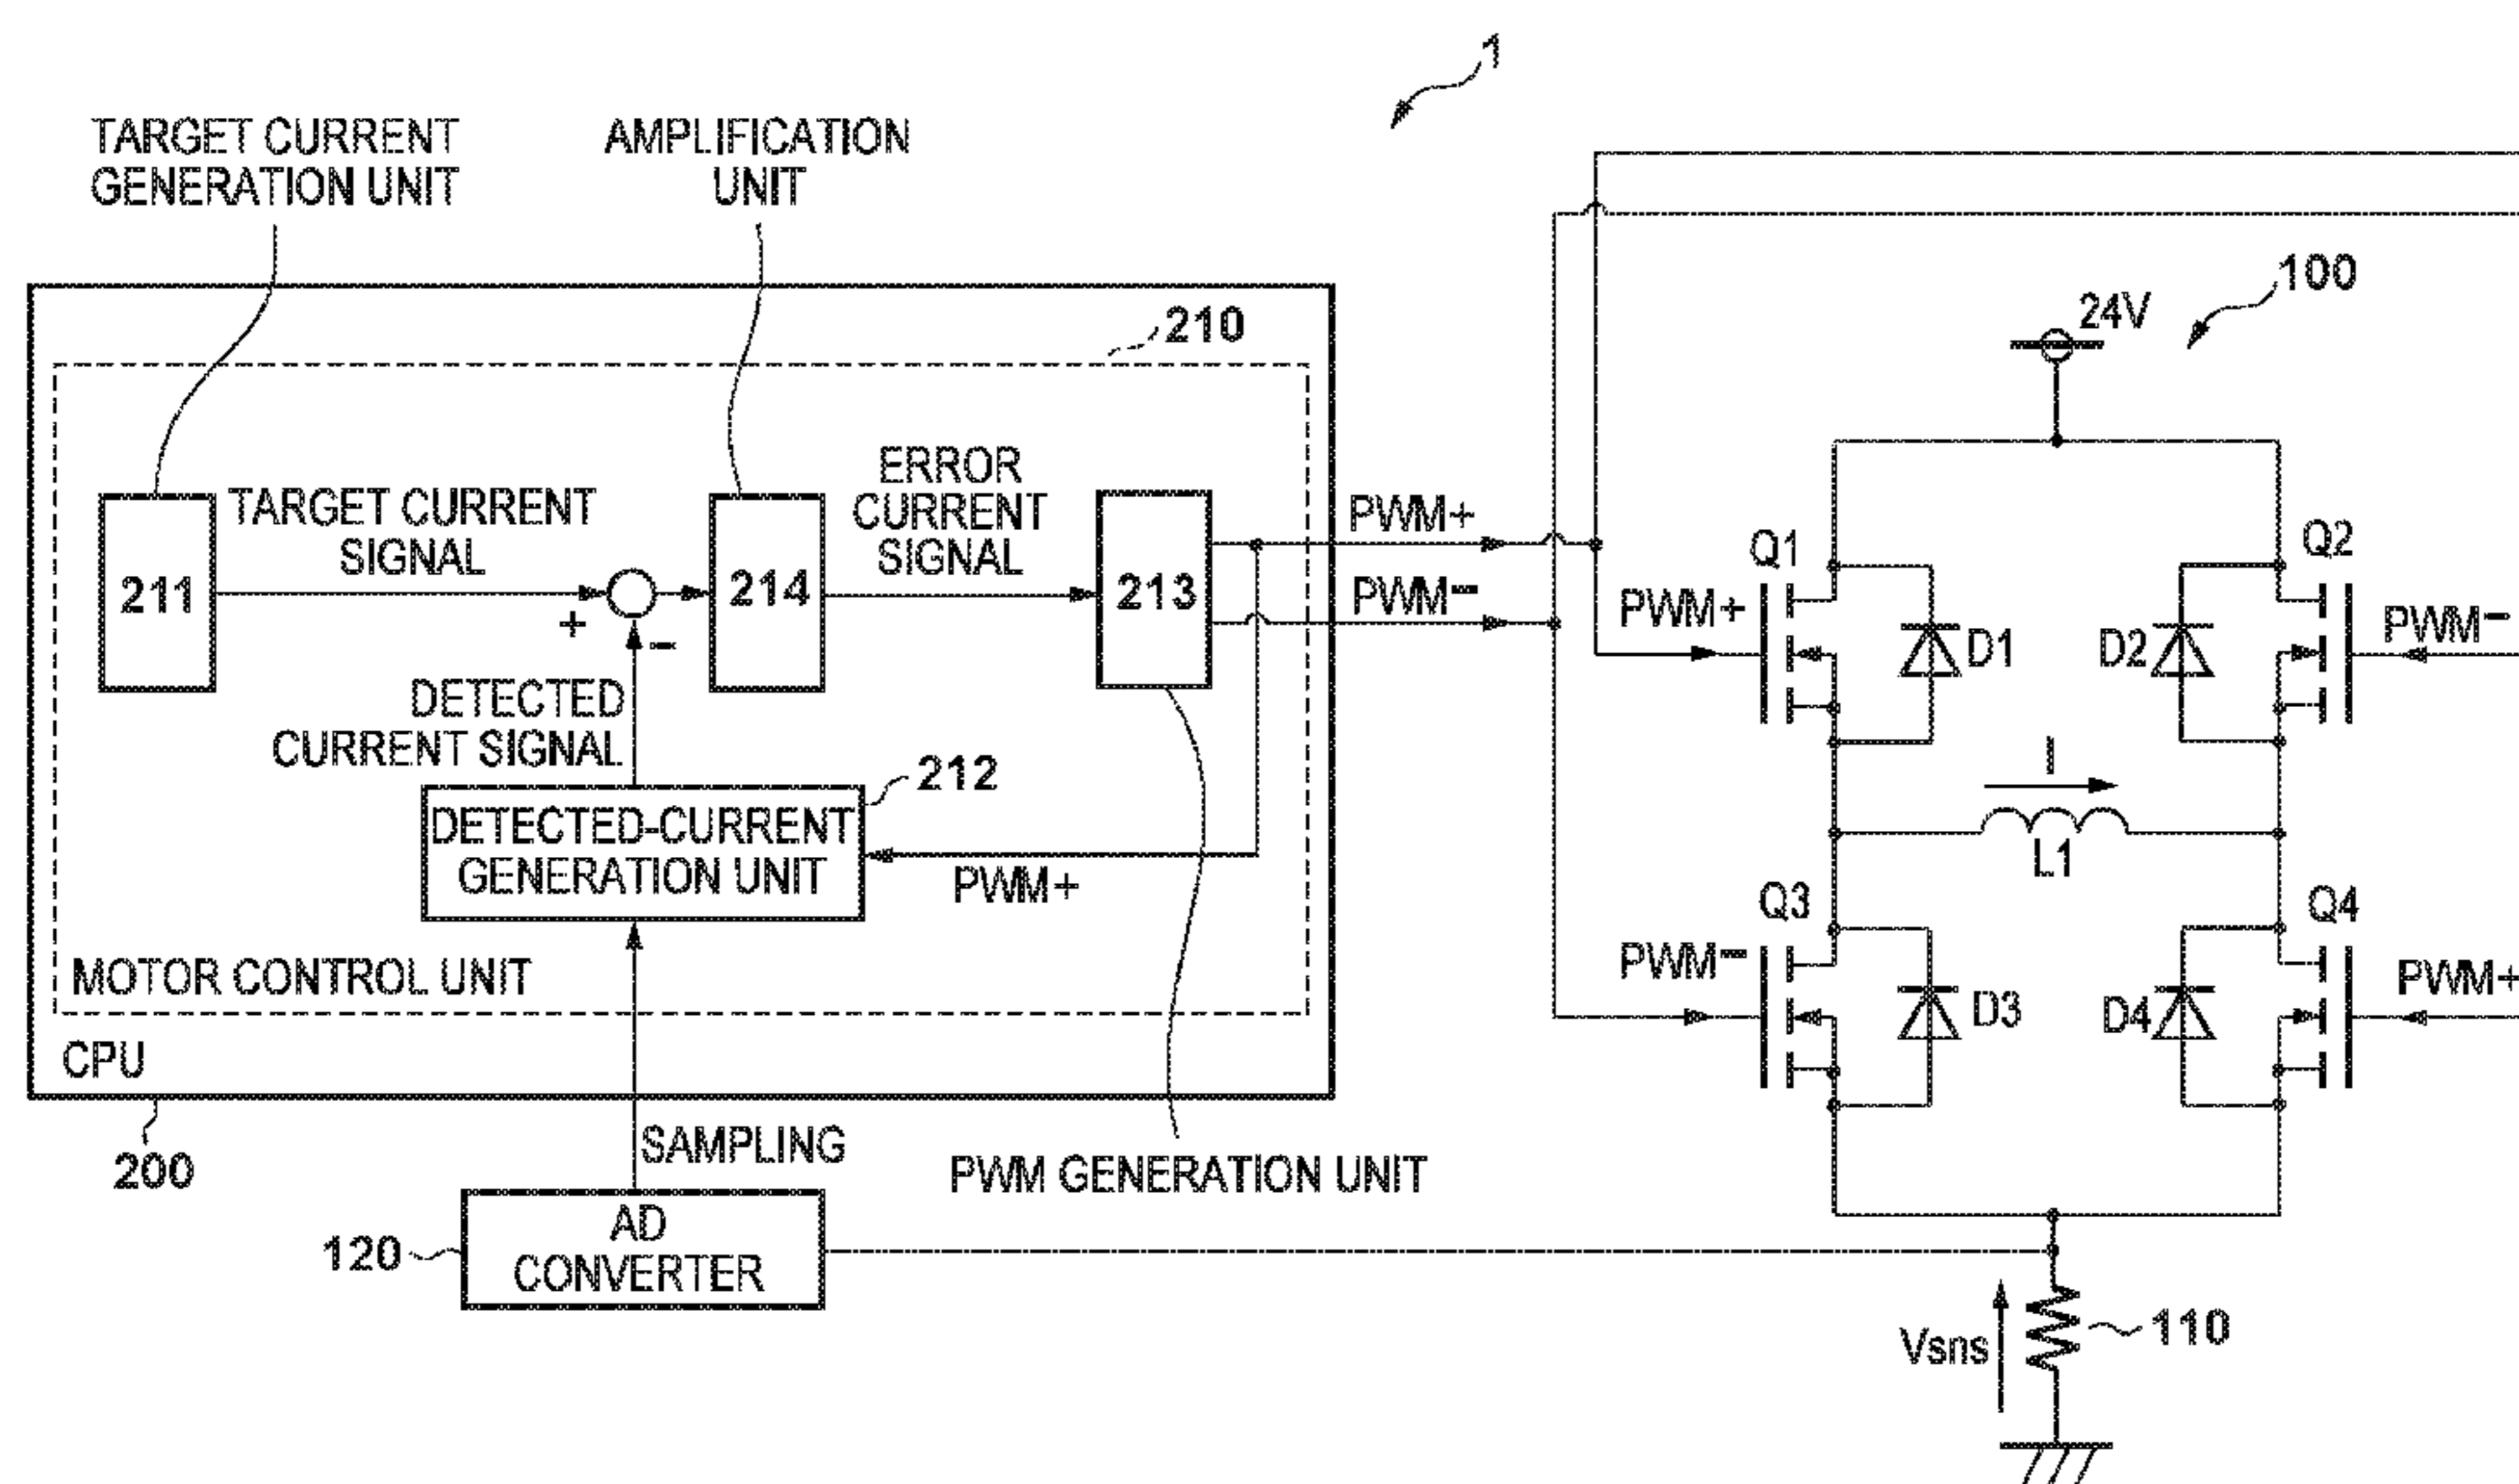 1
TARGET CURRENT
GENERATION UNIT
AMPLIFICATION
UNIT
100
24V
210
ERROR
CURRENT
SIGNAL
TARGET CURRENT
SIGNAL
211
214
213
+
-
PWM+
PWM-
Q1
Q2
PWM+
D1
D2
PWM-
DETECTED
CURRENT SIGNAL
212
DETECTED-CURRENT
GENERATION UNIT
PWM+
I
L1
Q3
Q4
PWM-
D3
D4
PWM+
MOTOR CONTROL UNIT
CPU
200
SAMPLING
PWM GENERATION UNIT
120
AD
CONVERTER
Vsns
110